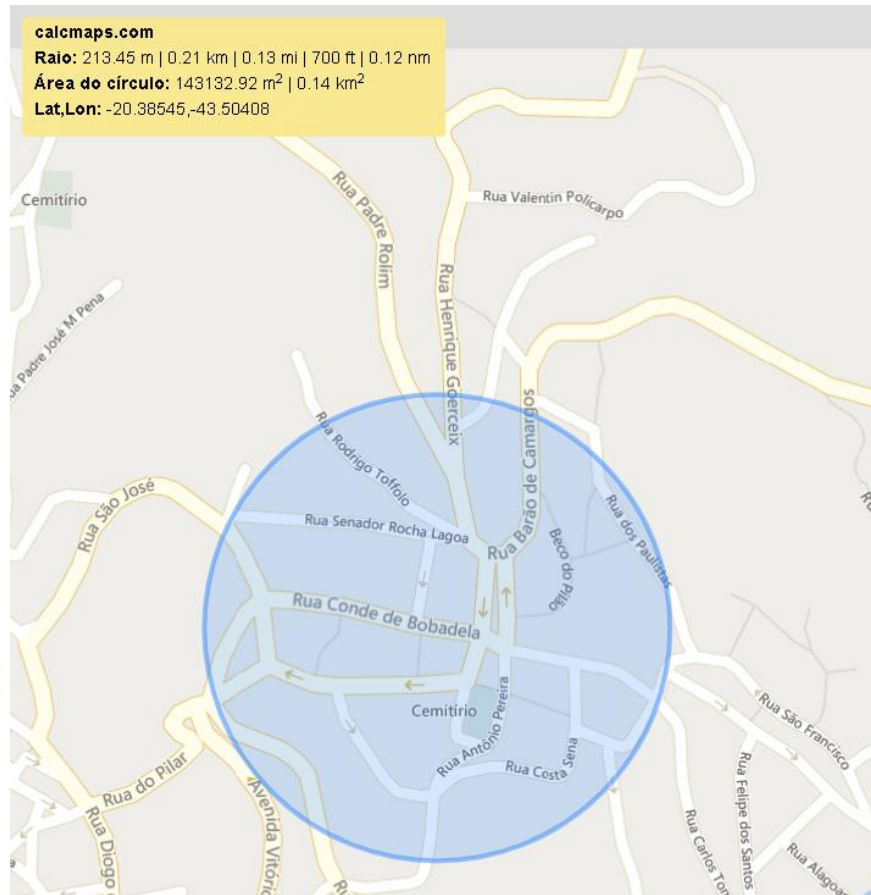 calcmaps.com
Raio: 213.45 m | 0.21 km | 0.13 mi | 700 ft | 0.12 nm
Área do círculo: 143132.92 m² | 0.14 km²
Lat,Lon: -20.38545,-43.50408
Cemitírio
Rua Padre Rolim
Rua Valentin Policarpo
Rua Henrique Goerceix
ua Padre José M Pena
Rua Barão de Camargos
Rua Rodrigo Toffolo
Rua São José
Rua Senador Rocha Lagoa
Beco do Pilão
Rua dos Paulistas
Rua Conde de Bobadela
Cemitírio
Rua Antônio Pereira
Rua Costa Sena
Rua São Francisco
Rua do Pilar
Avenida Vitório
Rua Diogo
Rua Felipe dos Santos
Rua Carlos Tor
Rua Alagoas